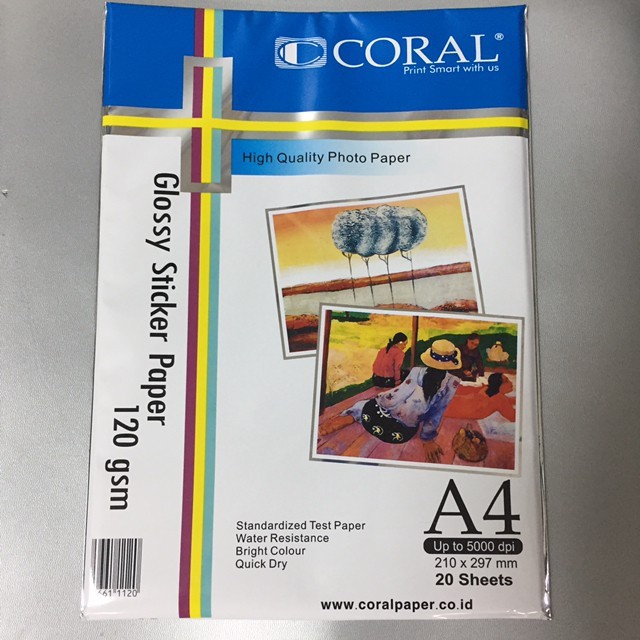 CORAL®
Print Smart with us
High Quality Photo Paper
Glossy Sticker Paper
120 gsm
Standardized Test Paper
Water Resistance
Bright Colour
Quick Dry
A4
Up to 5000 dpi
210 x 297 mm
20 Sheets
www.coralpaper.co.id